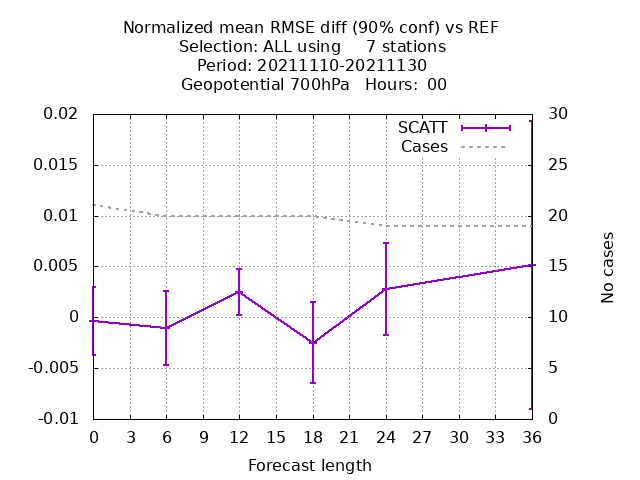 Normalized mean RMSE diff (90% conf) vs REF
Selection: ALL using     7 stations
Period: 20211110-20211130
Geopotential 700hPa   Hours:  00
0.02
0.015
0.01
0.005
0
-0.005
-0.01
SCATT
Cases
30
25
20
15
10
5
0
No cases
0 3 6 9 12 15 18 21 24 27 30 33 36
Forecast length